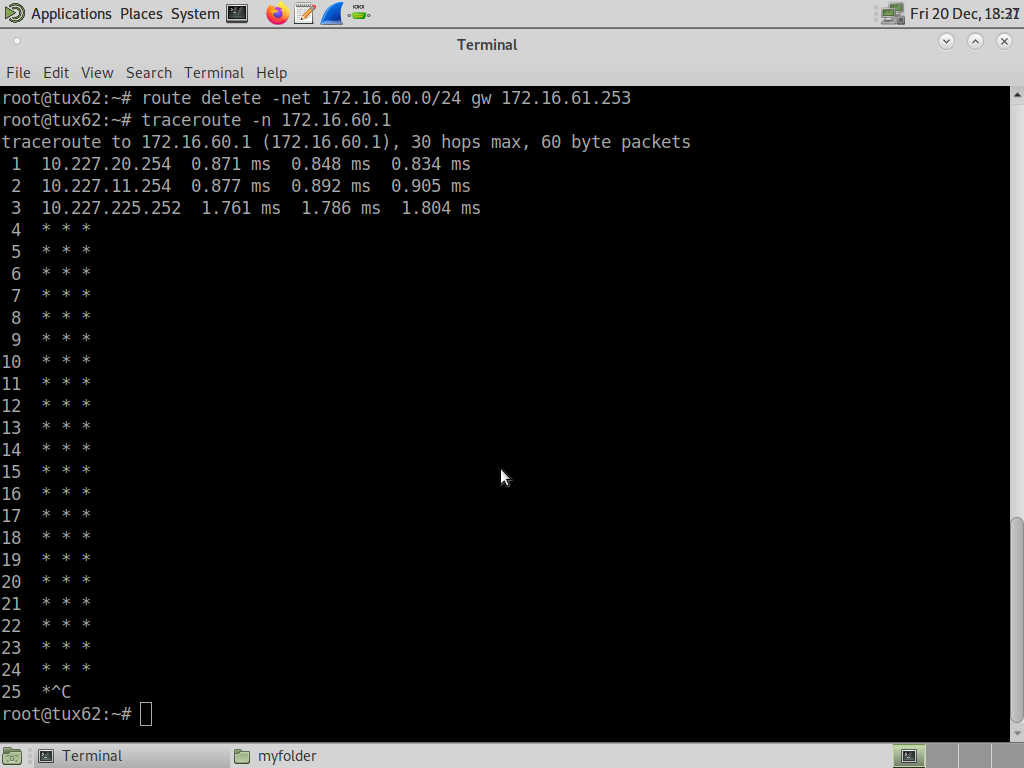 Applications Places System Fri 20 Dec, 18:37
Terminal
File Edit View Search Terminal Help
root@tux62:~# route delete -net 172.16.60.0/24 gw 172.16.61.253
root@tux62:~# traceroute -n 172.16.60.1
traceroute to 172.16.60.1 (172.16.60.1), 30 hops max, 60 byte packets
 1  10.227.20.254  0.871 ms  0.848 ms  0.834 ms
 2  10.227.11.254  0.877 ms  0.892 ms  0.905 ms
 3  10.227.225.252  1.761 ms  1.786 ms  1.804 ms
 4  * * *
 5  * * *
 6  * * *
 7  * * *
 8  * * *
 9  * * *
10  * * *
11  * * *
12  * * *
13  * * *
14  * * *
15  * * *
16  * * *
17  * * *
18  * * *
19  * * *
20  * * *
21  * * *
22  * * *
23  * * *
24  * * *
25  *^C
root@tux62:~#
Terminal myfolder